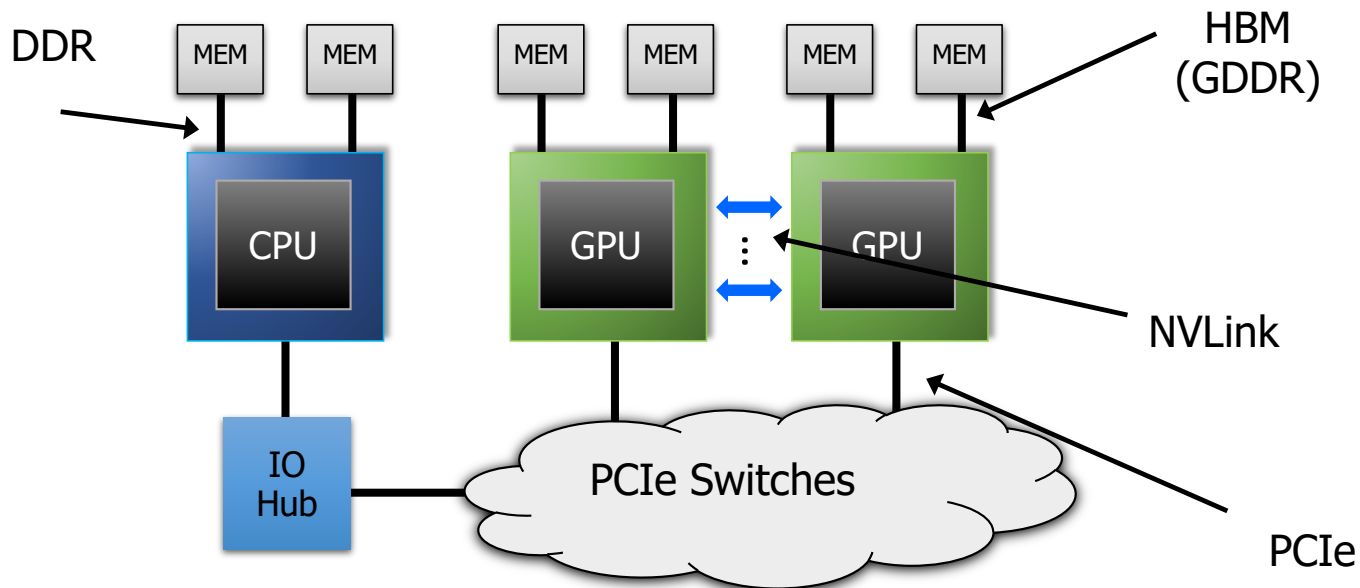 DDR
MEM
MEM
MEM
MEM
MEM
MEM
HBM
(GDDR)
CPU
GPU
GPU
⋮
NVLink
IO
Hub
PCIe Switches
PCIe